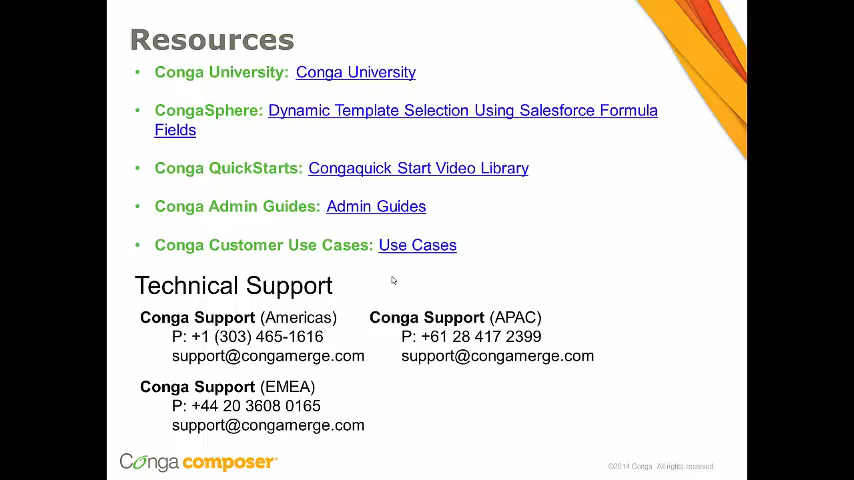 Resources
• Conga University: Conga University
• CongaSphere: Dynamic Template Selection Using Salesforce Formula
Fields
• Conga QuickStarts: Congaquick Start Video Library
• Conga Admin Guides: Admin Guides
• Conga Customer Use Cases: Use Cases
Technical Support
Conga Support (Americas)
P: +1 (303) 465-1616
support@congamerge.com
Conga Support (APAC)
P: +61 28 417 2399
support@congamerge.com
Conga Support (EMEA)
P: +44 20 3608 0165
support@congamerge.com
Conga composer
©2014 Conga. All rights reserved.